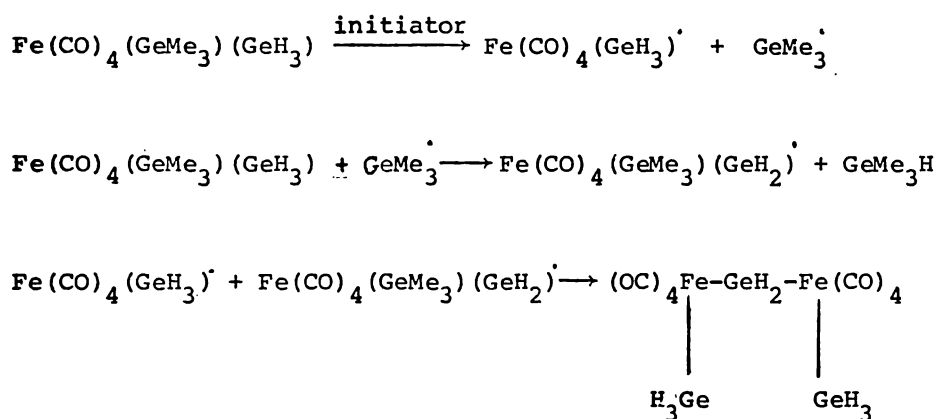 initiator
Fe(CO)₄(GeMe₃)(GeH₃) ⟶ Fe(CO)₄(GeH₃)˙ + GeMe₃˙
Fe(CO)₄(GeMe₃)(GeH₃) + GeMe₃˙ ⟶ Fe(CO)₄(GeMe₃)(GeH₂)˙ + GeMe₃H
Fe(CO)₄(GeH₃)˙ + Fe(CO)₄(GeMe₃)(GeH₂)˙ ⟶ (OC)₄Fe-GeH₂-Fe(CO)₄
H₃Ge GeH₃